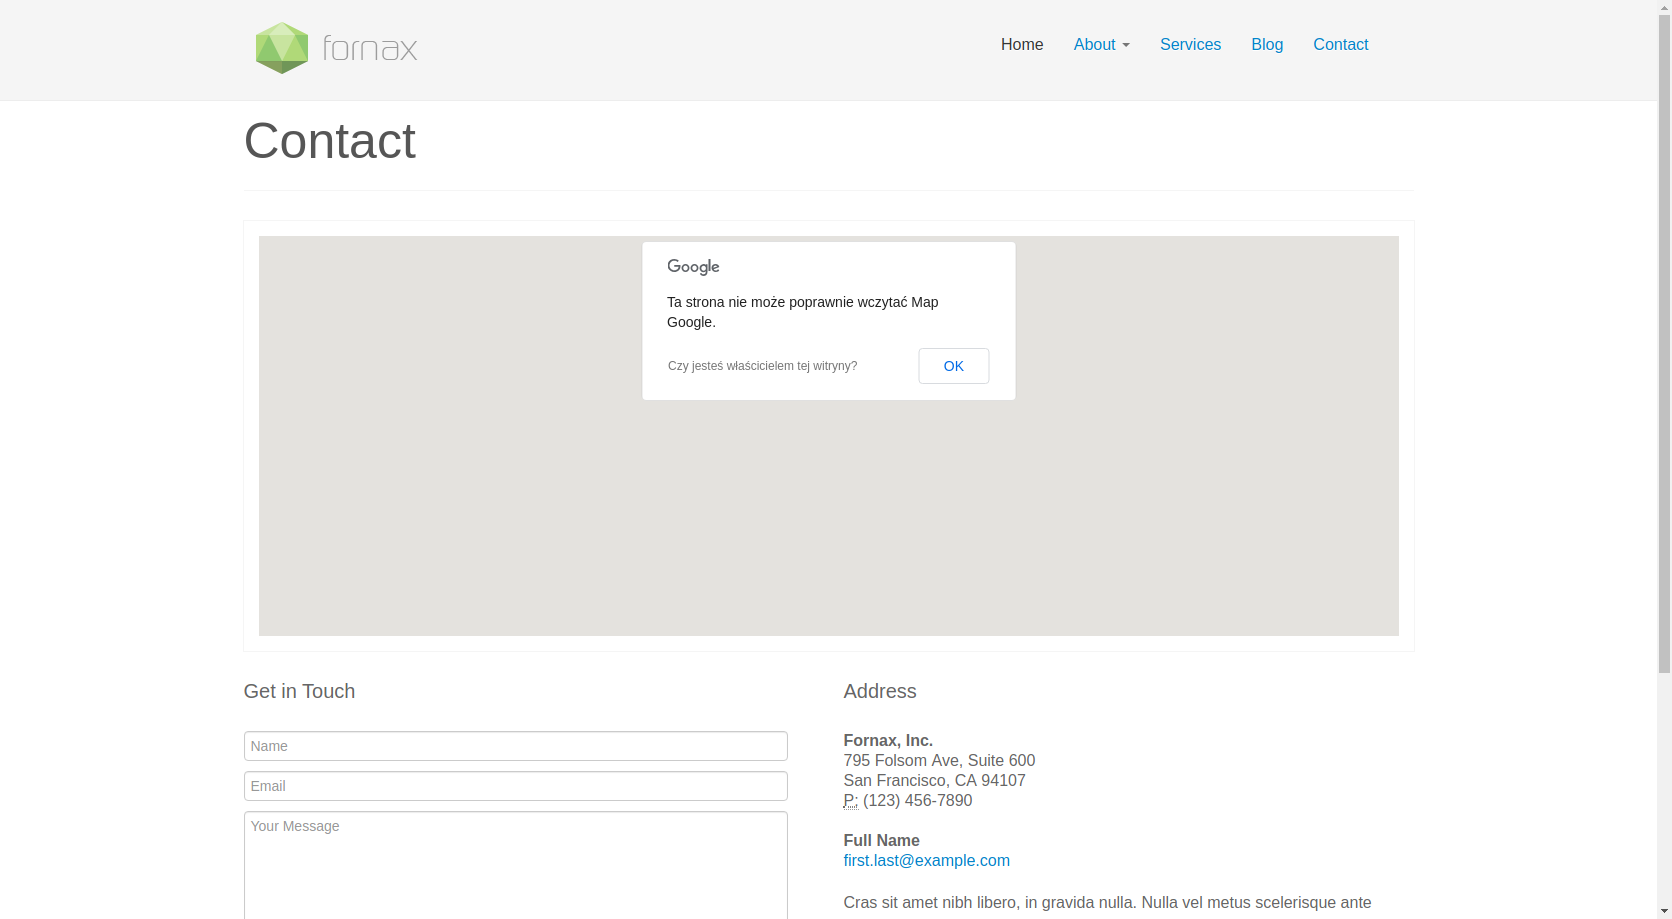 fornax
Home About Services Blog Contact
Contact
Google
Ta strona nie może poprawnie wczytać Map
Google.
Czy jesteś właścicielem tej witryny?
OK
Get in Touch
Name
Email
Your Message
Address
Fornax, Inc.
795 Folsom Ave, Suite 600
San Francisco, CA 94107
P: (123) 456-7890
Full Name
first.last@example.com
Cras sit amet nibh libero, in gravida nulla. Nulla vel metus scelerisque ante